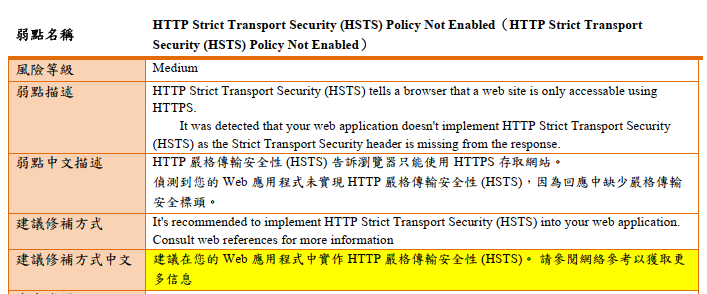 弱點名稱
HTTP Strict Transport Security (HSTS) Policy Not Enabled（HTTP Strict Transport
Security (HSTS) Policy Not Enabled）
風險等級
Medium
弱點描述
HTTP Strict Transport Security (HSTS) tells a browser that a web site is only accessable using
HTTPS.
It was detected that your web application doesn't implement HTTP Strict Transport Security
(HSTS) as the Strict Transport Security header is missing from the response.
弱點中文描述
HTTP 嚴格傳輸安全性 (HSTS) 告訴瀏覽器只能使用 HTTPS 存取網站。
偵測到您的 Web 應用程式未實現 HTTP 嚴格傳輸安全性 (HSTS)，因為回應中缺少嚴格傳輸
安全標頭。
建議修補方式
It's recommended to implement HTTP Strict Transport Security (HSTS) into your web application.
Consult web references for more information
建議修補方式中文
建議在您的 Web 應用程式中實作 HTTP 嚴格傳輸安全性 (HSTS)。 請參閱網絡參考以獲取更
多信息